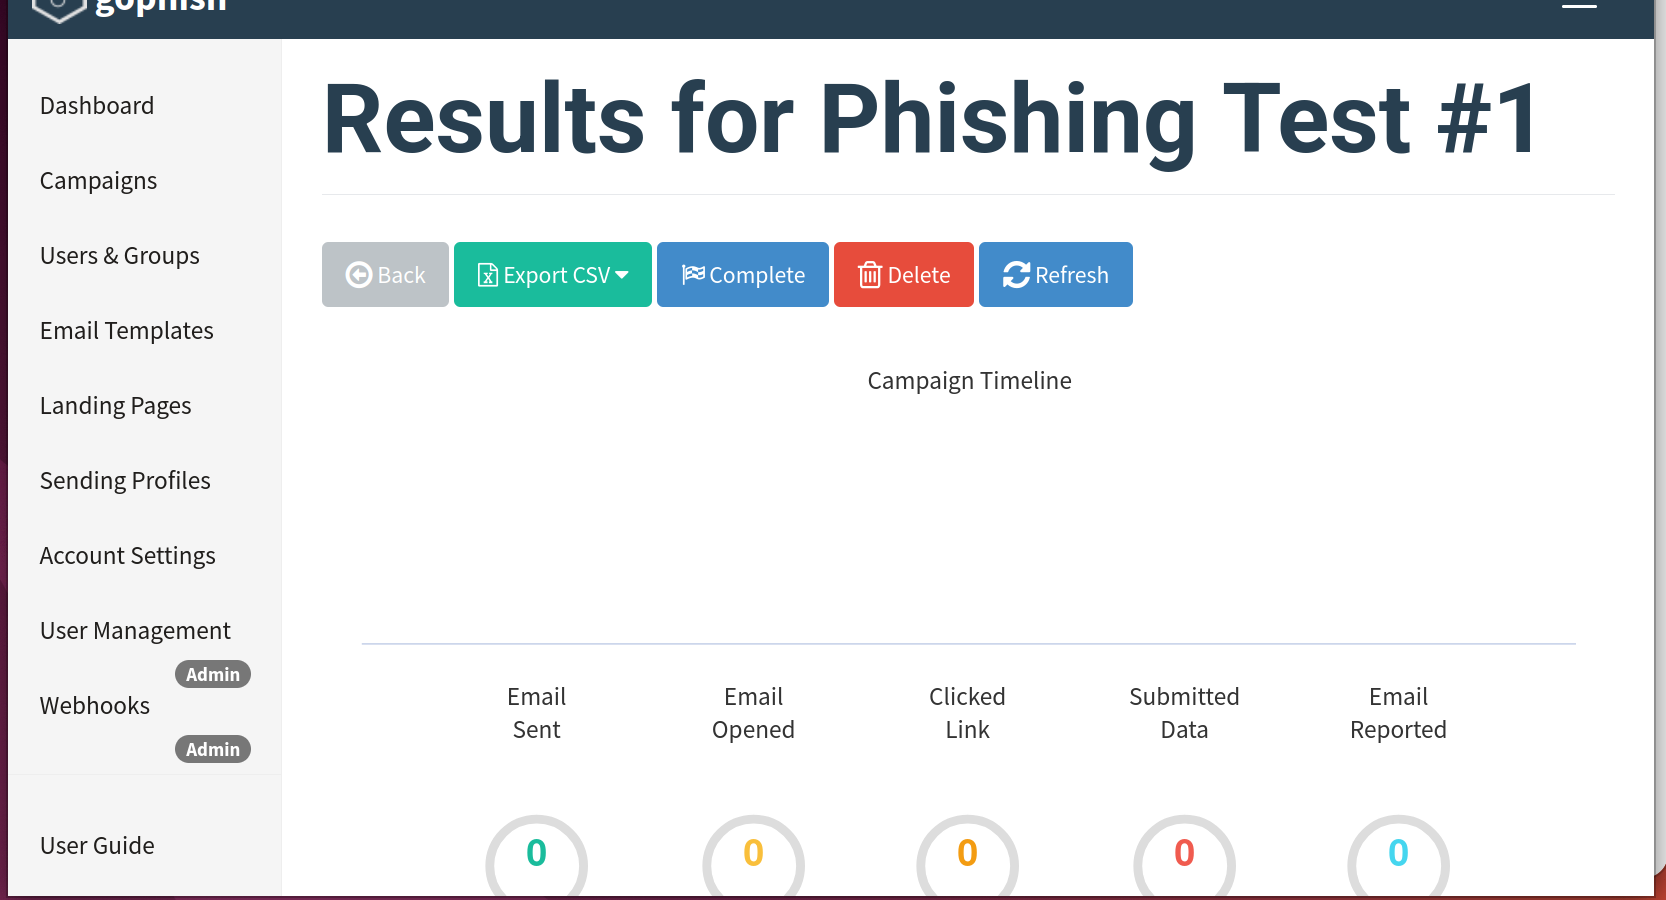 gophish
Results for Phishing Test #1
Dashboard
Campaigns
Users & Groups
Email Templates
Landing Pages
Sending Profiles
Account Settings
User Management
Admin
Webhooks
Admin
User Guide
Back
Export CSV
Complete
Delete
Refresh
Campaign Timeline
Email
Sent
Email
Opened
Clicked
Link
Submitted
Data
Email
Reported
0
0
0
0
0